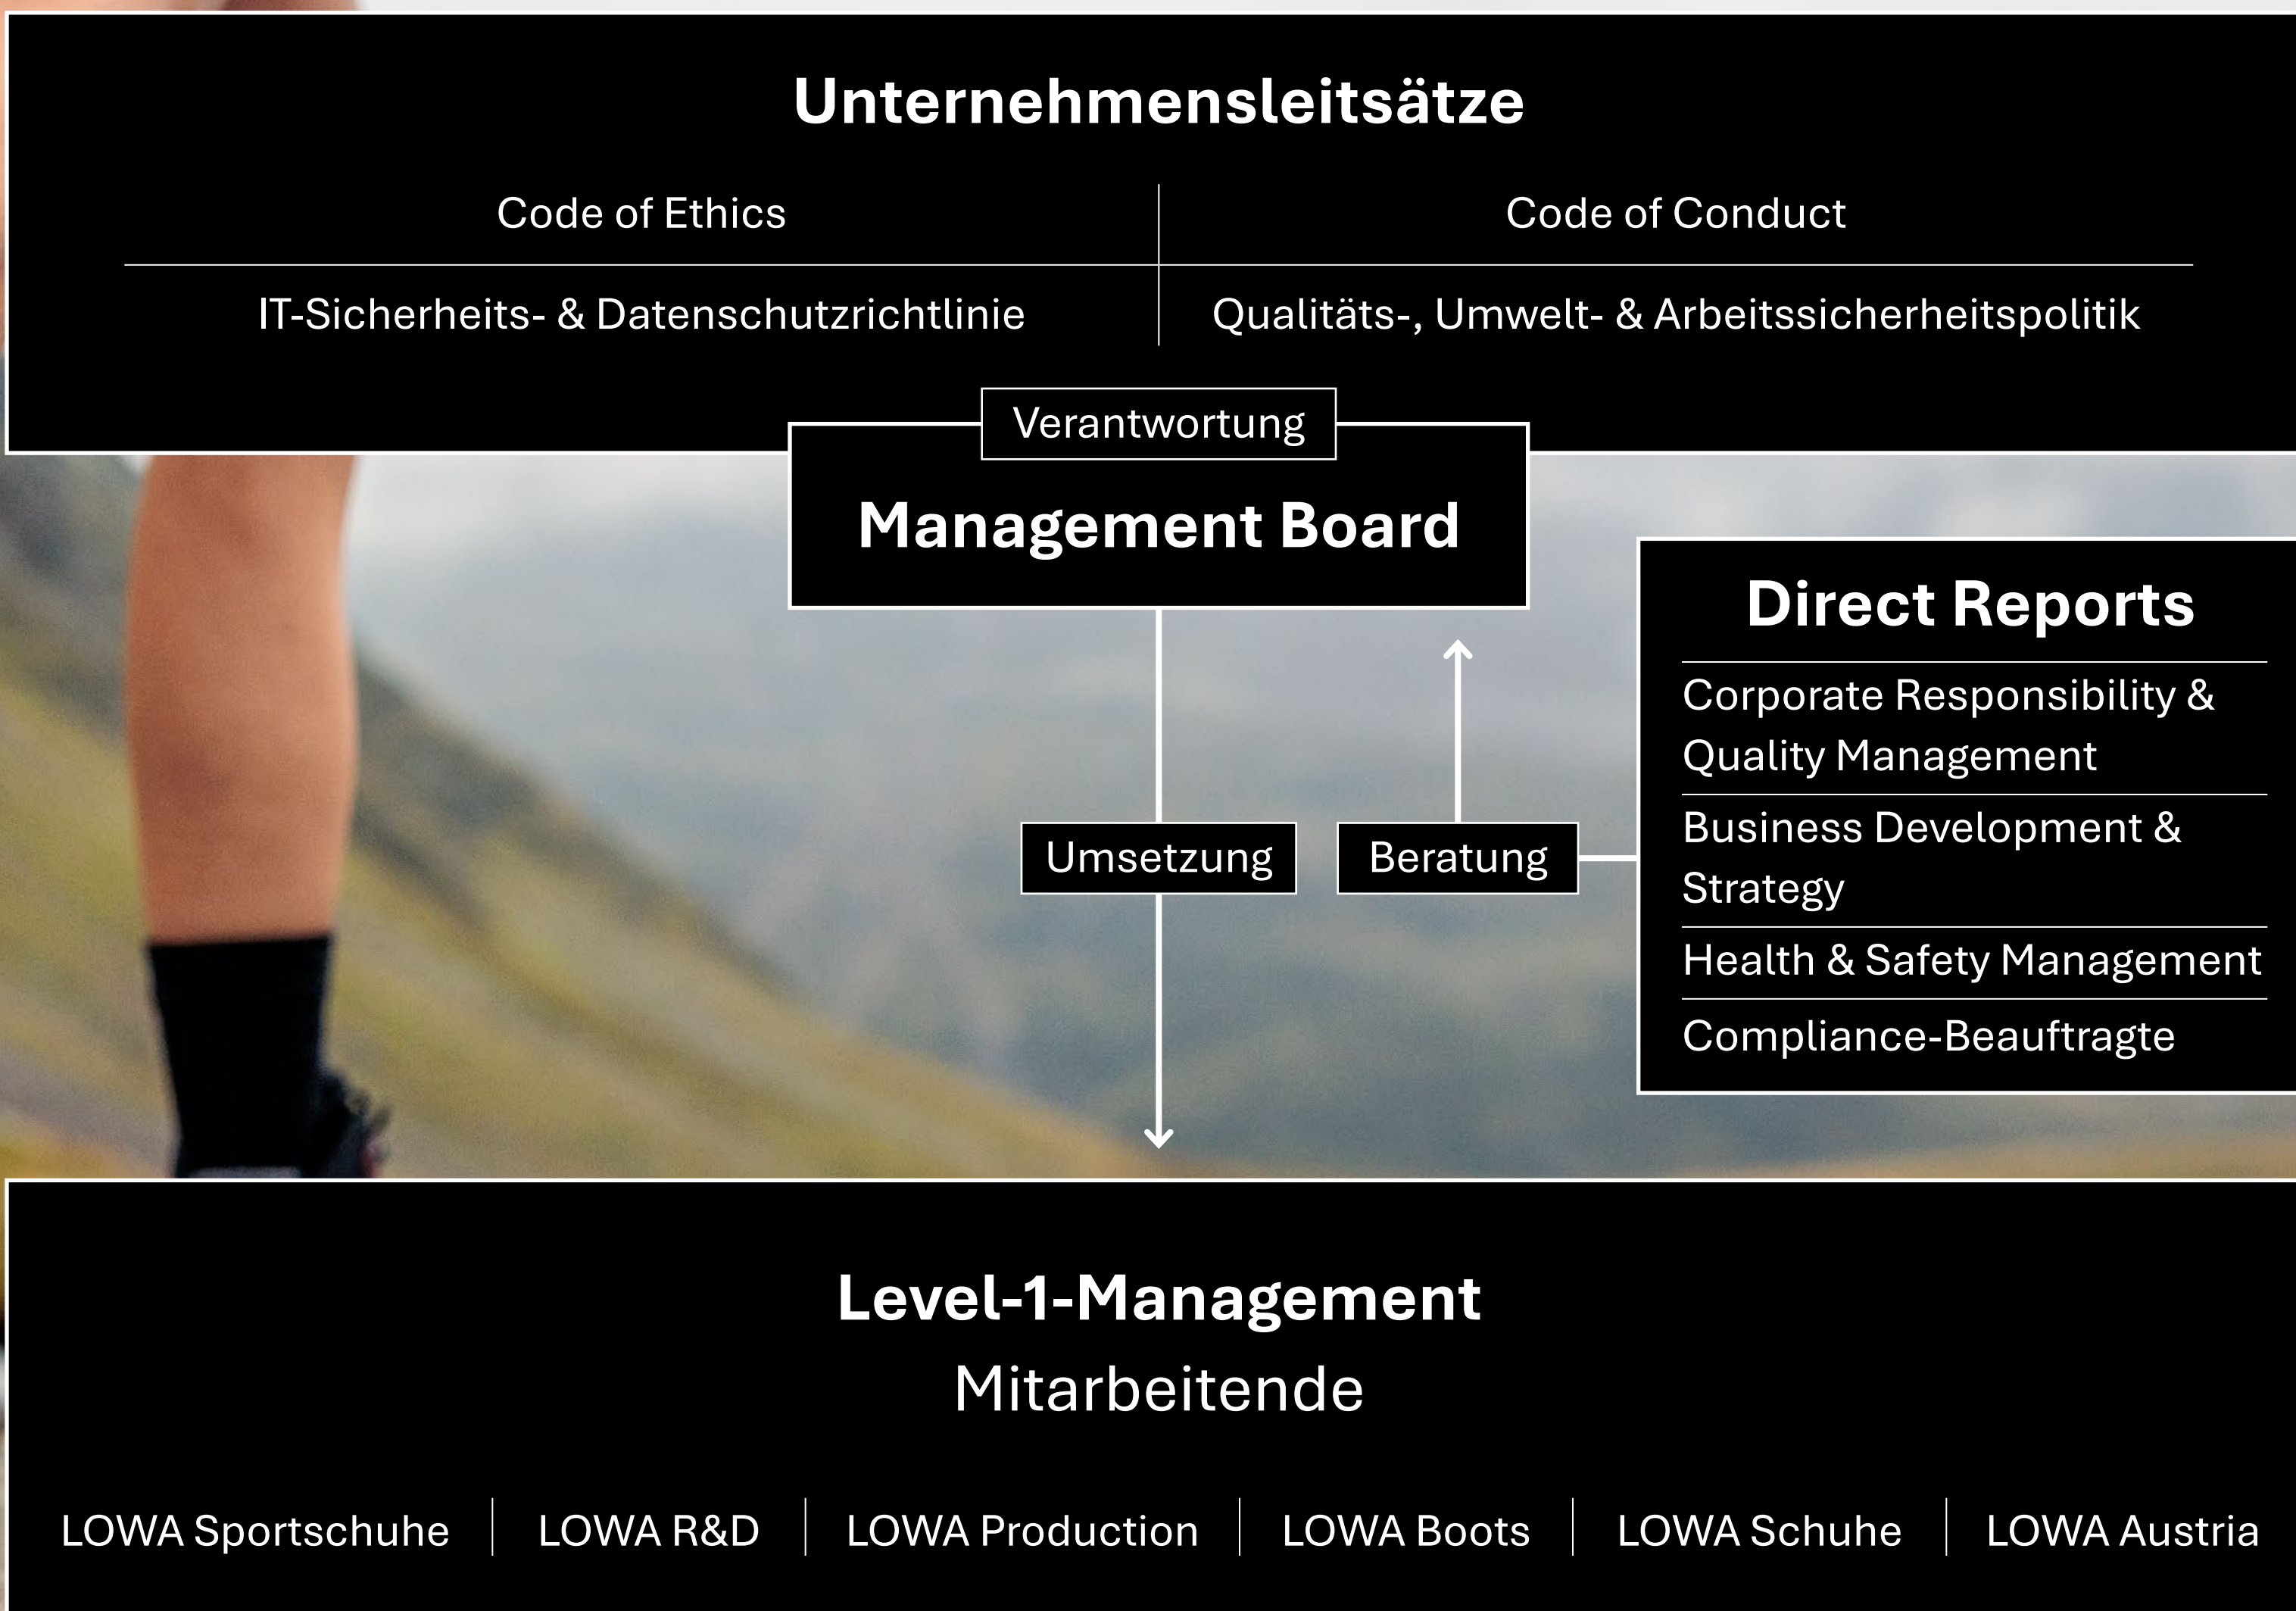 Unternehmensleitsätze
Code of Ethics
Code of Conduct
IT-Sicherheits- & Datenschutzrichtlinie
Qualitäts-, Umwelt- & Arbeitssicherheitspolitik
Verantwortung
Management Board
Direct Reports
Corporate Responsibility &
Quality Management
Business Development &
Strategy
Health & Safety Management
Compliance-Beauftragte
Umsetzung
Beratung
Level-1-Management
Mitarbeitende
LOWA Sportschuhe
LOWA R&D
LOWA Production
LOWA Boots
LOWA Schuhe
LOWA Austria